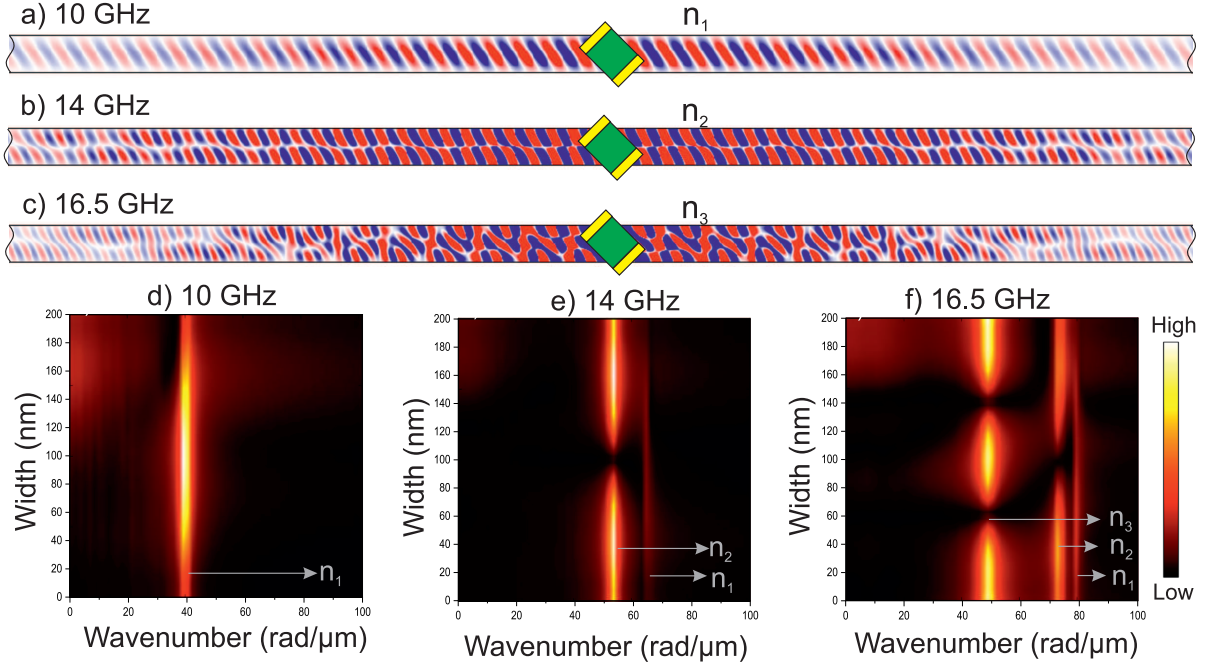 a) 10 GHz
n₁
b) 14 GHz
n₂
c) 16.5 GHz
n₃
d) 10 GHz
e) 14 GHz
f) 16.5 GHz
Width (nm)
200
180
160
140
120
100
80
60
40
20
0
n₁
0 20 40 60 80 100
Wavenumber (rad/µm)
Width (nm)
200
180
160
140
120
100
80
60
40
20
0
n₂
n₁
0 20 40 60 80 100
Wavenumber (rad/µm)
Width (nm)
200
180
160
140
120
100
80
60
40
20
0
n₃
n₂
n₁
0 20 40 60 80 100
Wavenumber (rad/µm)
High
Low